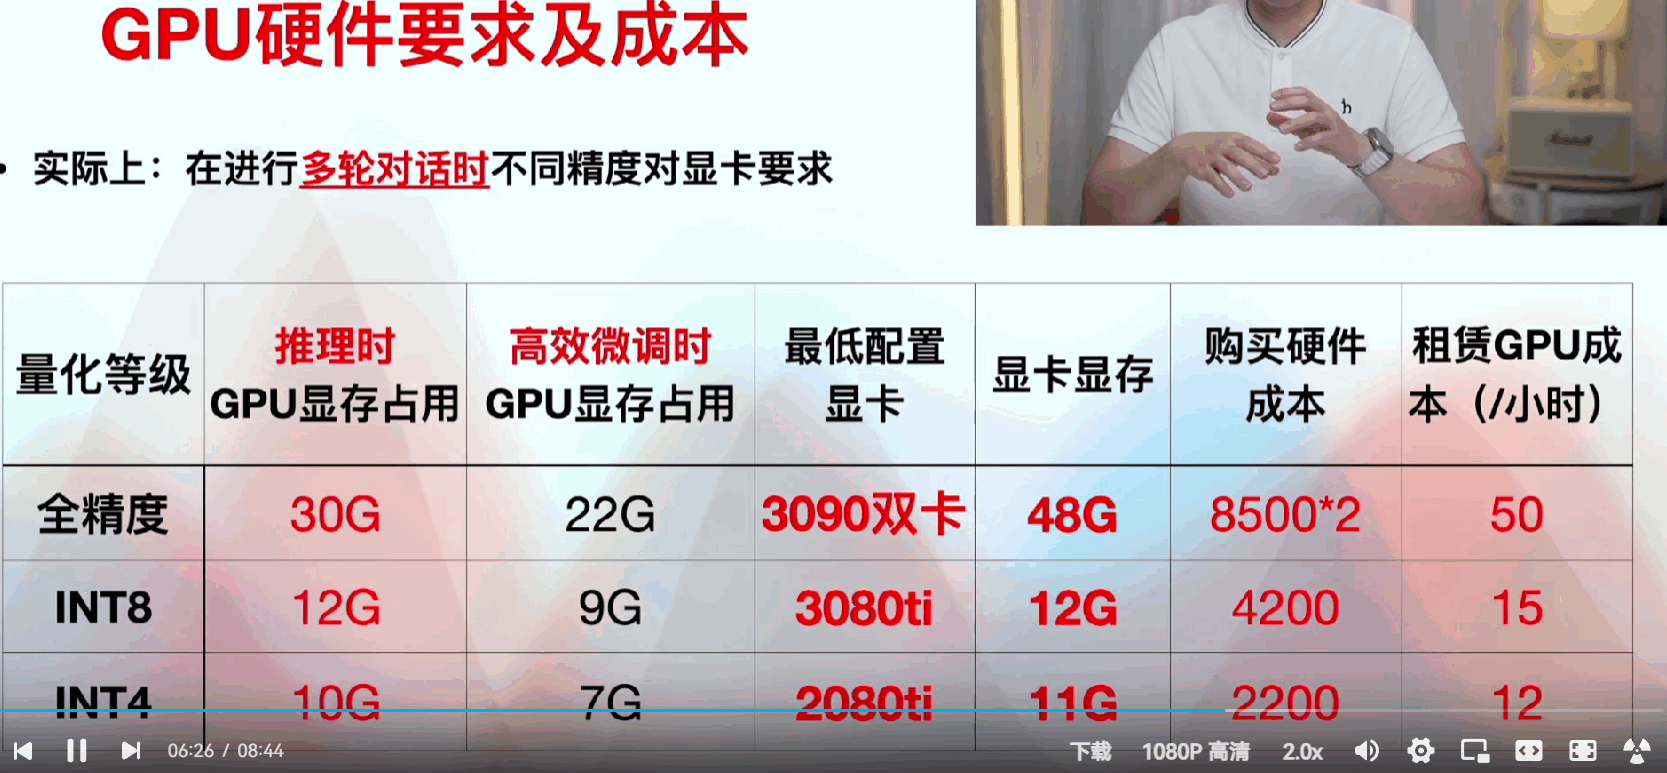 GPU硬件要求及成本
h
• 实际上：在进行多轮对话时不同精度对显卡要求
量化等级
推理时
GPU显存占用
高效微调时
GPU显存占用
最低配置
显卡
显卡显存
购买硬件
成本
租赁GPU成
本（/小时）
全精度 30G 22G 3090双卡 48G 8500*2 50
INT8 12G 9G 3080ti 12G 4200 15
INT4 10G 7G 2080ti 11G 2200 12
06:26 / 08:44 下载 1080P 高清 2.0x